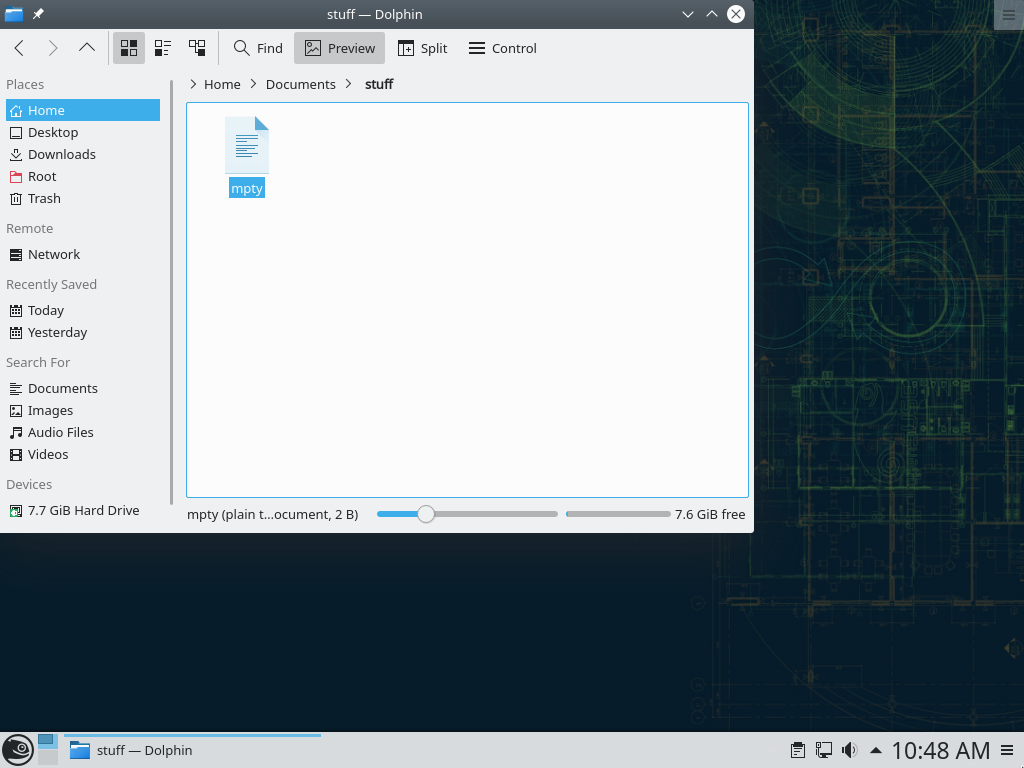 stuff — Dolphin
Find
Preview
Split
Control
Places
Home
Desktop
Downloads
Root
Trash
Remote
Network
Recently Saved
Today
Yesterday
Search For
Documents
Images
Audio Files
Videos
Devices
7.7 GiB Hard Drive
Home Documents stuff
mpty
mpty (plain t...ocument, 2 B)
7.6 GiB free
stuff — Dolphin
10:48 AM